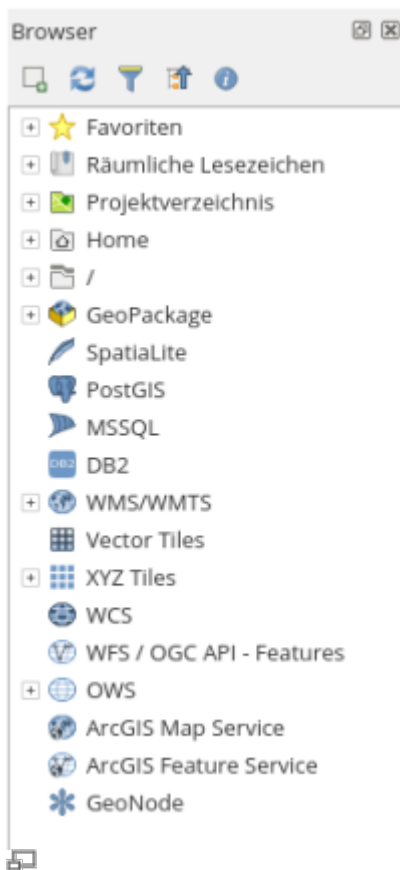 Browser
Favoriten
Räumliche Lesezeichen
Projektverzeichnis
Home
/
GeoPackage
SpatiaLite
PostGIS
MSSQL
DB2 DB2
WMS/WMTS
Vector Tiles
XYZ Tiles
WCS
WFS / OGC API - Features
OWS
ArcGIS Map Service
ArcGIS Feature Service
GeoNode